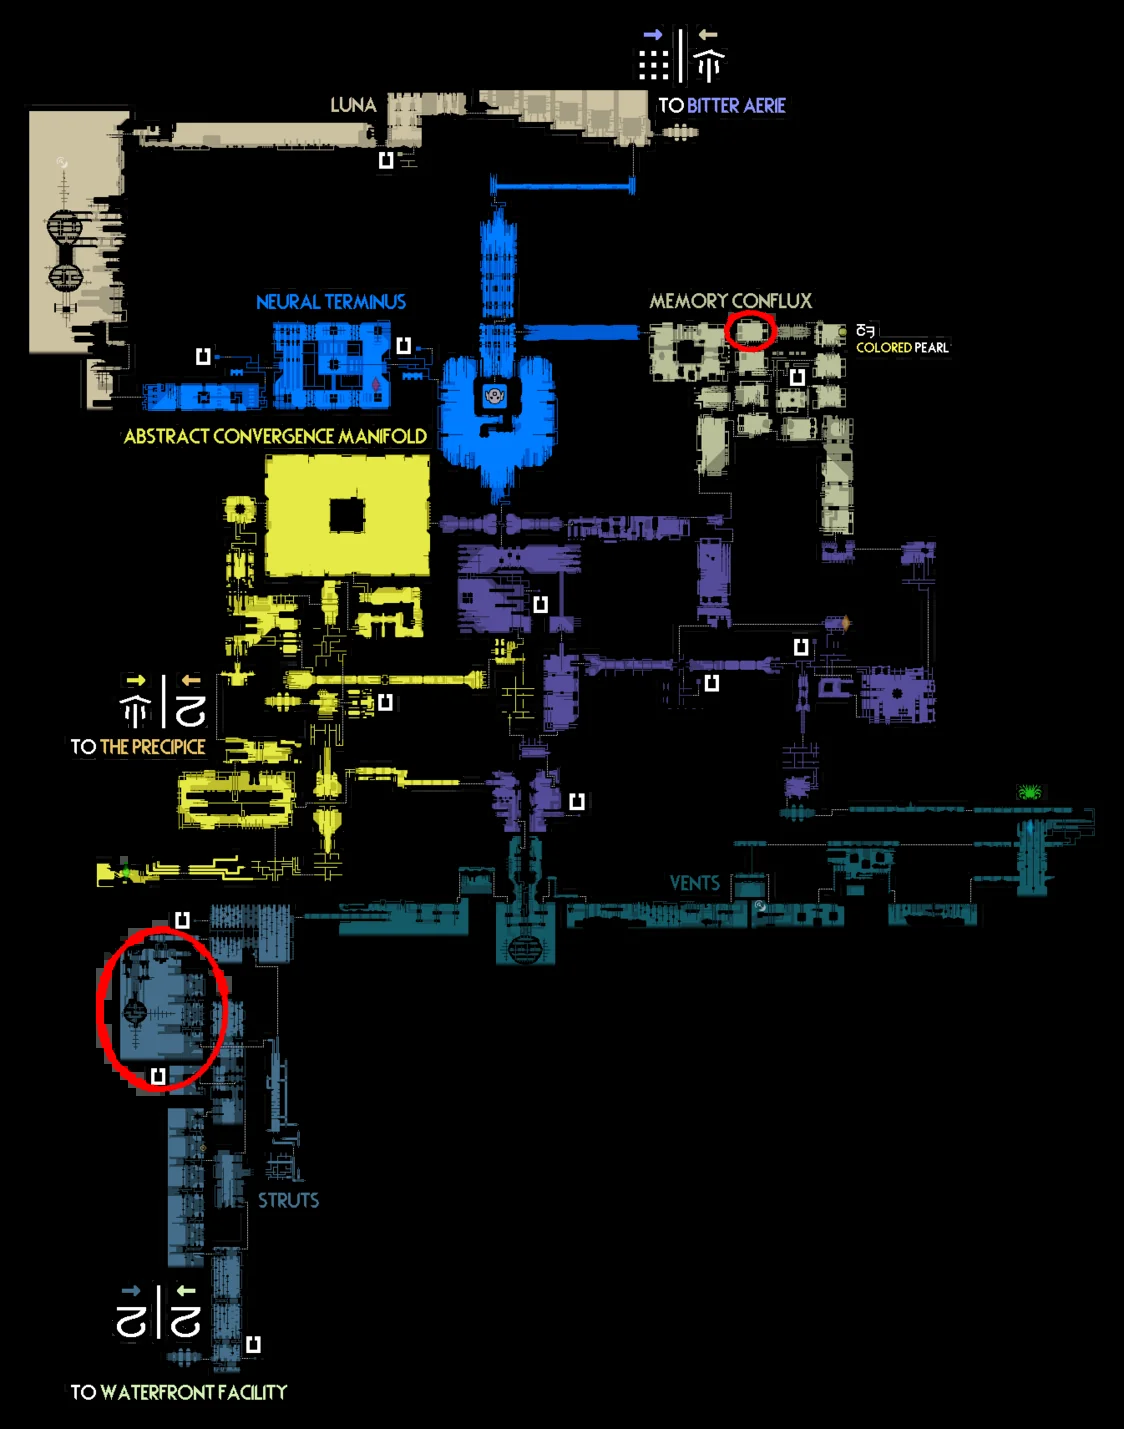 LUNA
TO BITTER AERIE
NEURAL TERMINUS
MEMORY CONFLUX
COLORED PEARL
ABSTRACT CONVERGENCE MANIFOLD
TO THE PRECIPICE
VENTS
STRUTS
TO WATERFRONT FACILITY